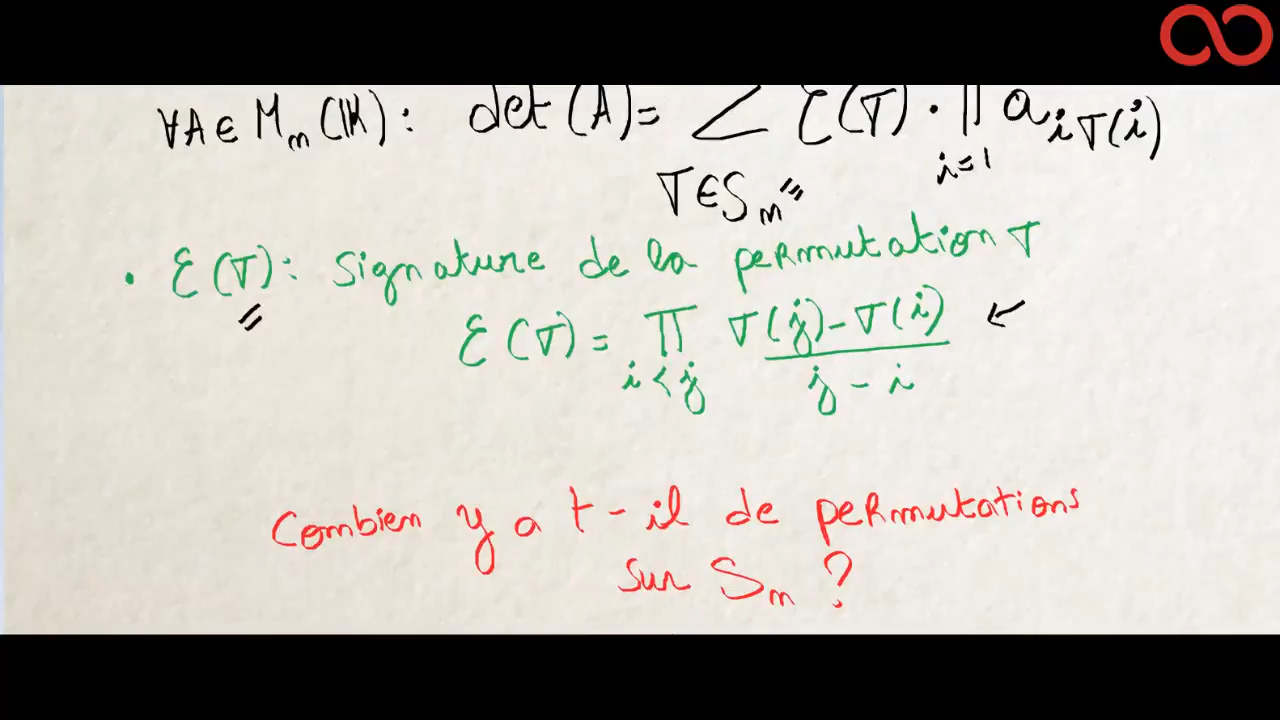 ∀A ∈ Mₙ(𝕂) : det(A) = Σ ε(σ) · ∏ a_{iσ(i)}
σ∈Sₙ i=1
• ε(σ) : signature de la permutation σ
ε(σ) = ∏ σ(j) - σ(i)
i < j j - i
Combien y a t-il de permutations
sur Sₙ ?